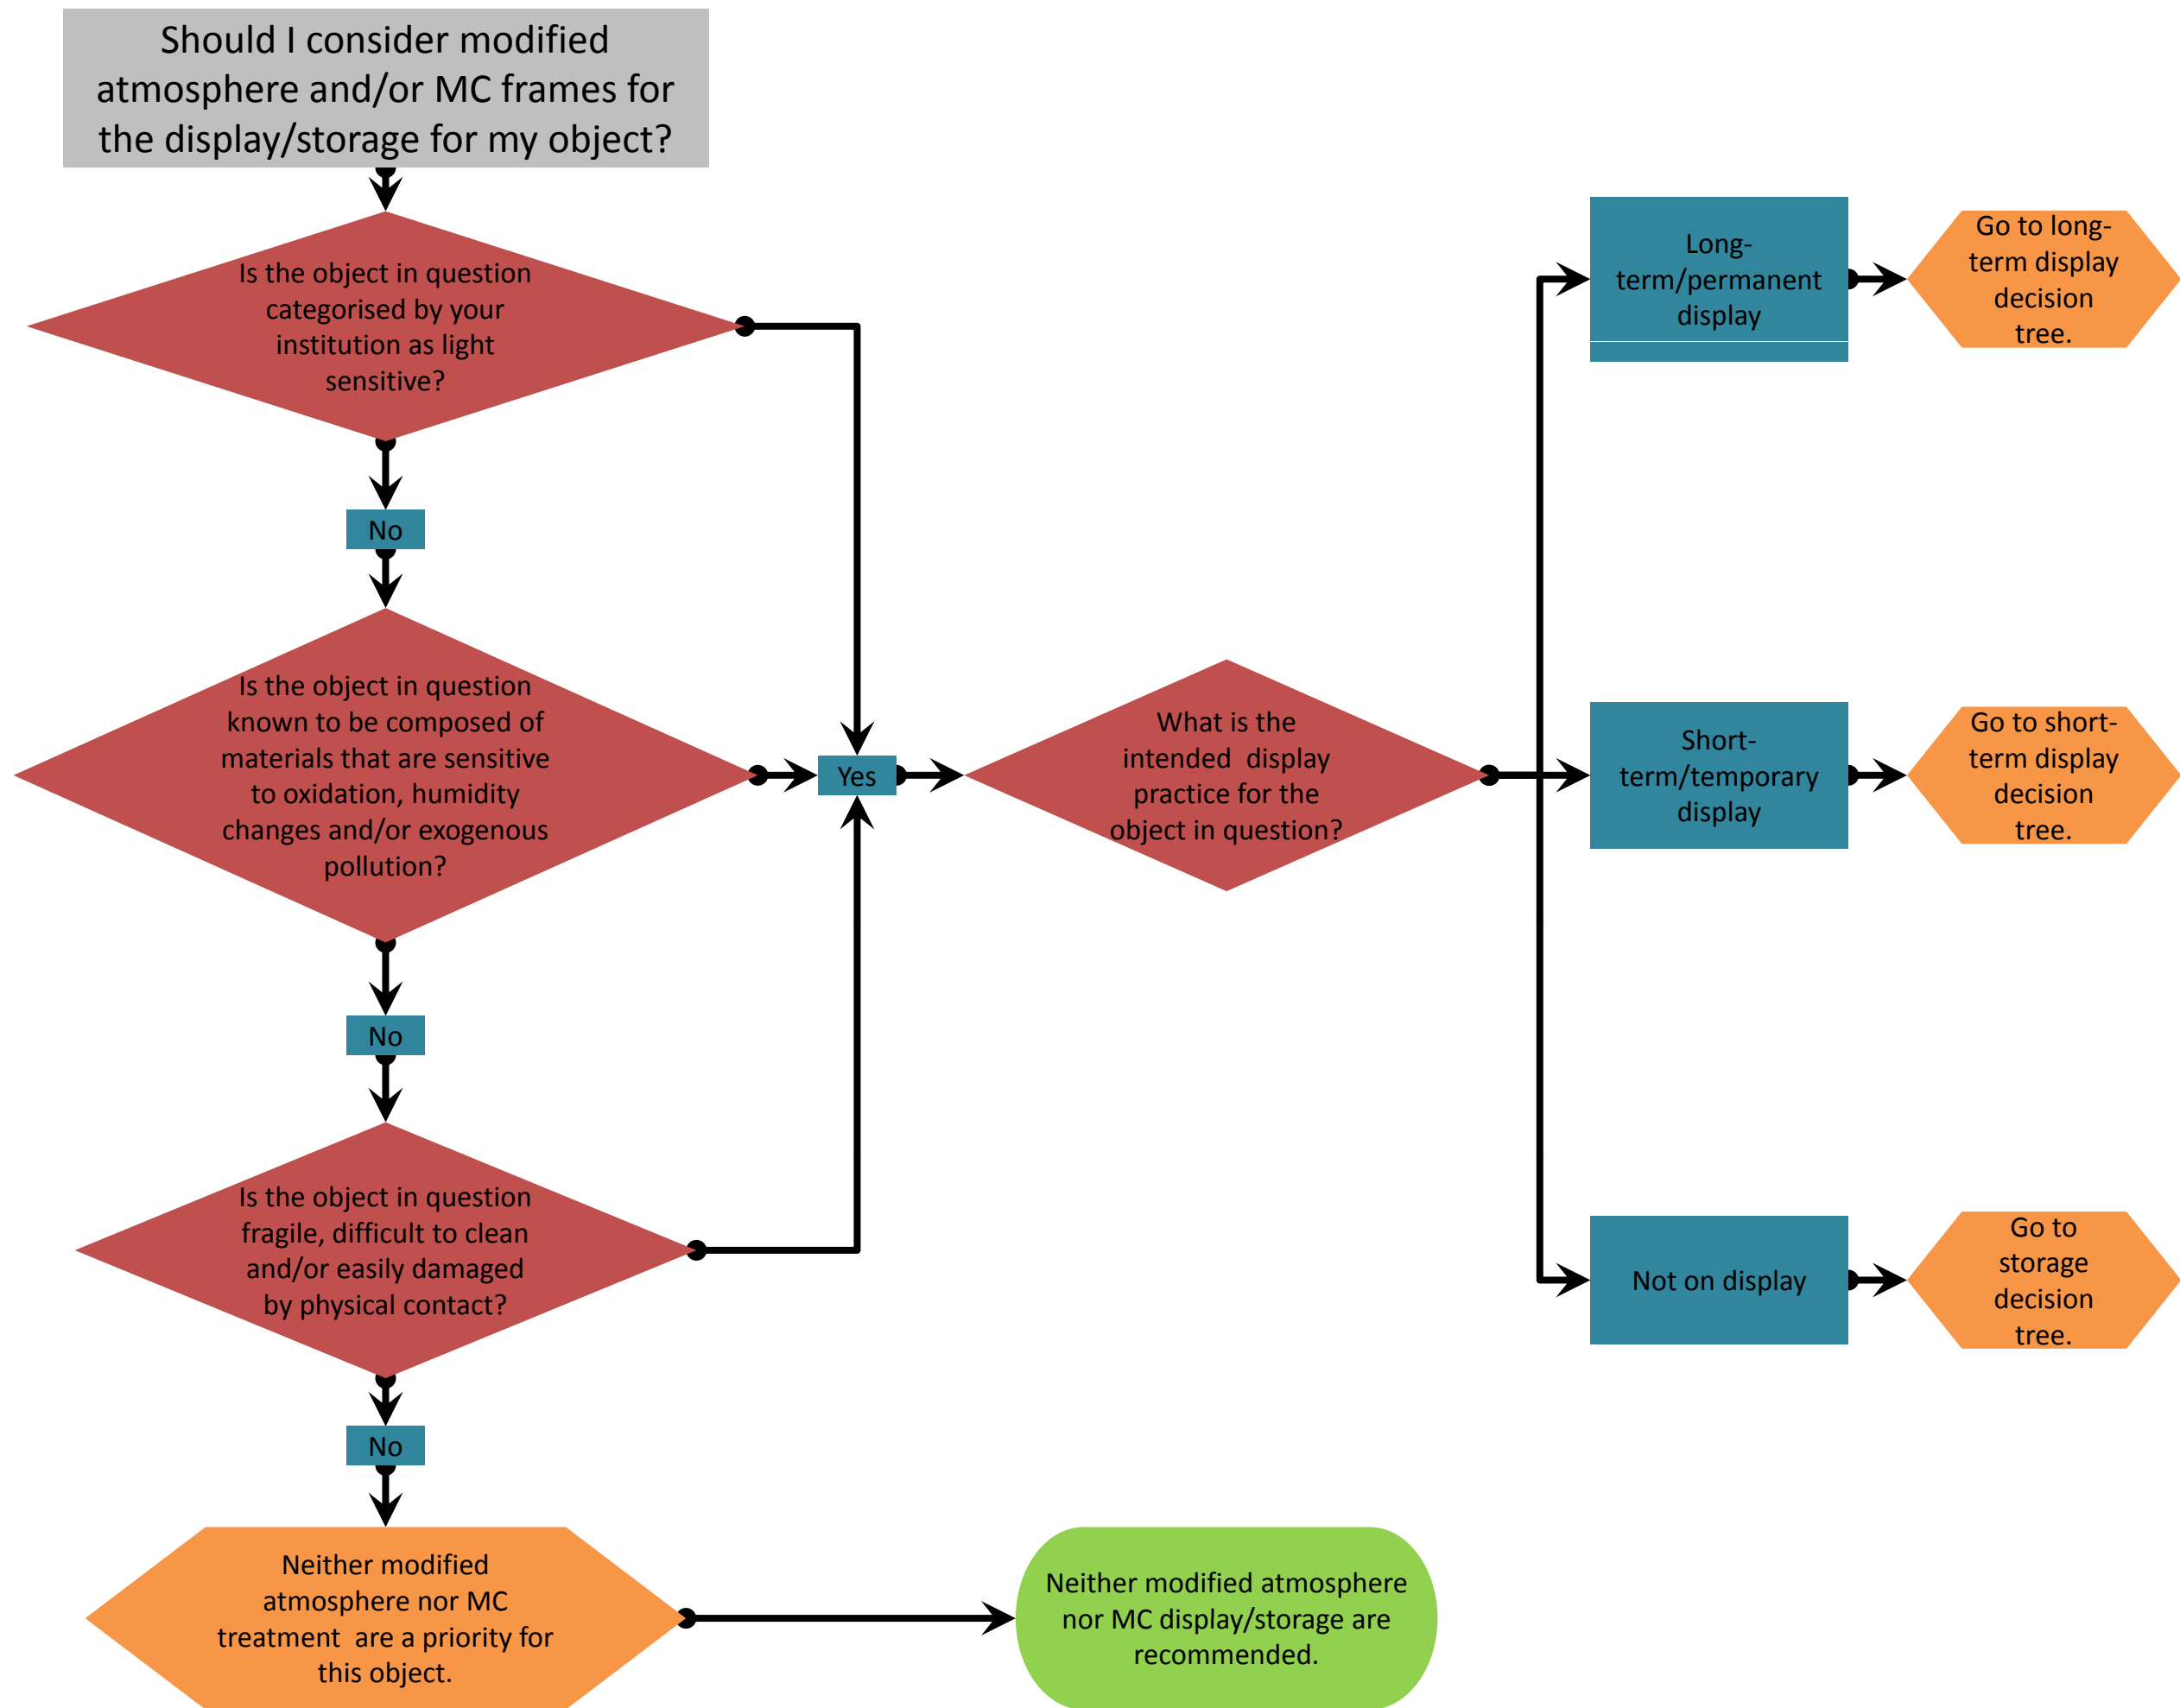 Should I consider modified
atmosphere and/or MC frames for
the display/storage for my object?
Is the object in question
categorised by your
institution as light
sensitive?
No
Is the object in question
known to be composed of
materials that are sensitive
to oxidation, humidity
changes and/or exogenous
pollution?
No
Is the object in question
fragile, difficult to clean
and/or easily damaged
by physical contact?
No
Neither modified
atmosphere nor MC
treatment  are a priority for
this object.
Neither modified atmosphere
nor MC display/storage are
recommended.
Yes
What is the
intended  display
practice for the
object in question?
Long-
term/permanent
display
Go to long-
term display
decision
tree.
Short-
term/temporary
display
Go to short-
term display
decision
tree.
Not on display
Go to
storage
decision
tree.